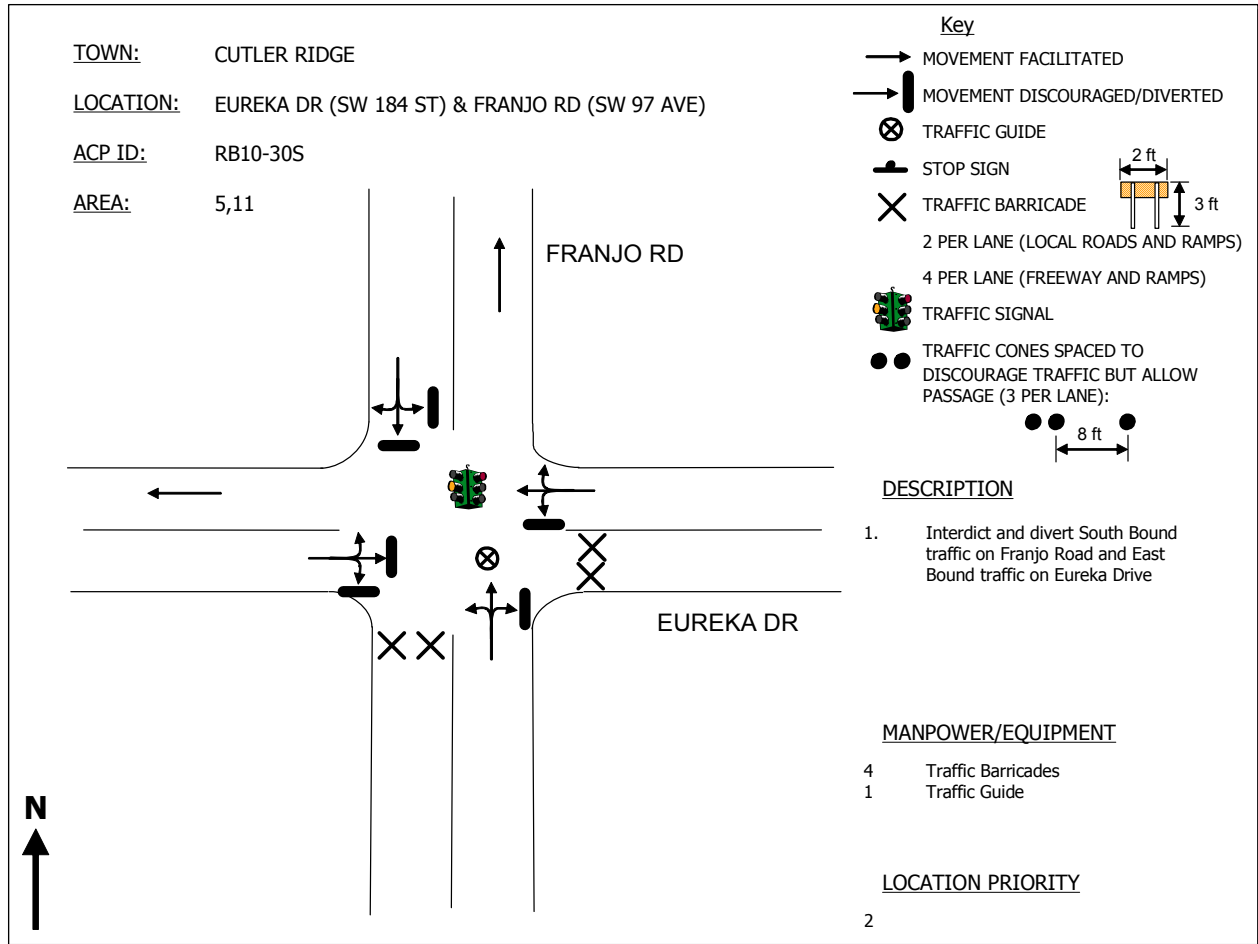 TOWN: CUTLER RIDGE
LOCATION: EUREKA DR (SW 184 ST) & FRANJO RD (SW 97 AVE)
ACP ID: RB10-30S
AREA: 5,11
FRANJO RD
EUREKA DR
N
Key
MOVEMENT FACILITATED
MOVEMENT DISCOURAGED/DIVERTED
TRAFFIC GUIDE
STOP SIGN
2 ft
TRAFFIC BARRICADE
3 ft
2 PER LANE (LOCAL ROADS AND RAMPS)
4 PER LANE (FREEWAY AND RAMPS)
TRAFFIC SIGNAL
TRAFFIC CONES SPACED TO
DISCOURAGE TRAFFIC BUT ALLOW
PASSAGE (3 PER LANE):
8 ft
DESCRIPTION
1. Interdict and divert South Bound
traffic on Franjo Road and East
Bound traffic on Eureka Drive
MANPOWER/EQUIPMENT
4 Traffic Barricades
1 Traffic Guide
LOCATION PRIORITY
2